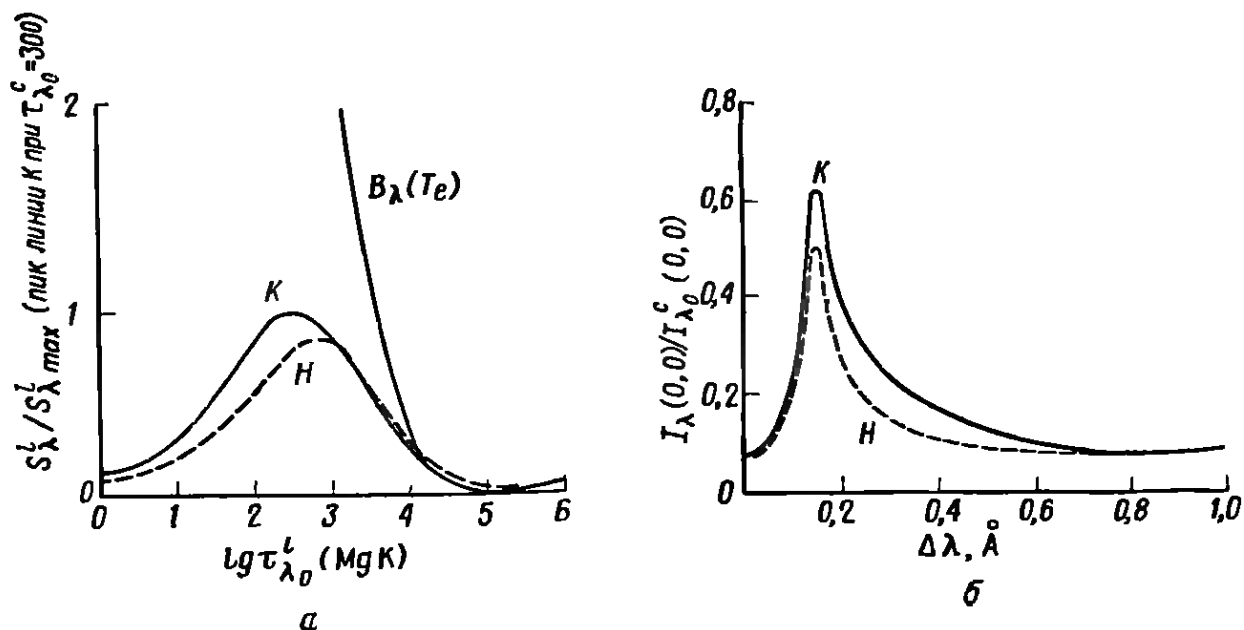 S^l_λ / S^l_λ max (пик линии K при τ^c_λ0 = 300)
2
1
0
B_λ(Te)
K
H
0 1 2 3 4 5 6
lg τ^l_λ0 (Mg K)
а
I_λ(0,0)/I^c_λ0(0,0)
0,8
0,6
0,4
0,2
0
K
H
0,2 0,4 0,6 0,8 1,0
Δλ, Å
б